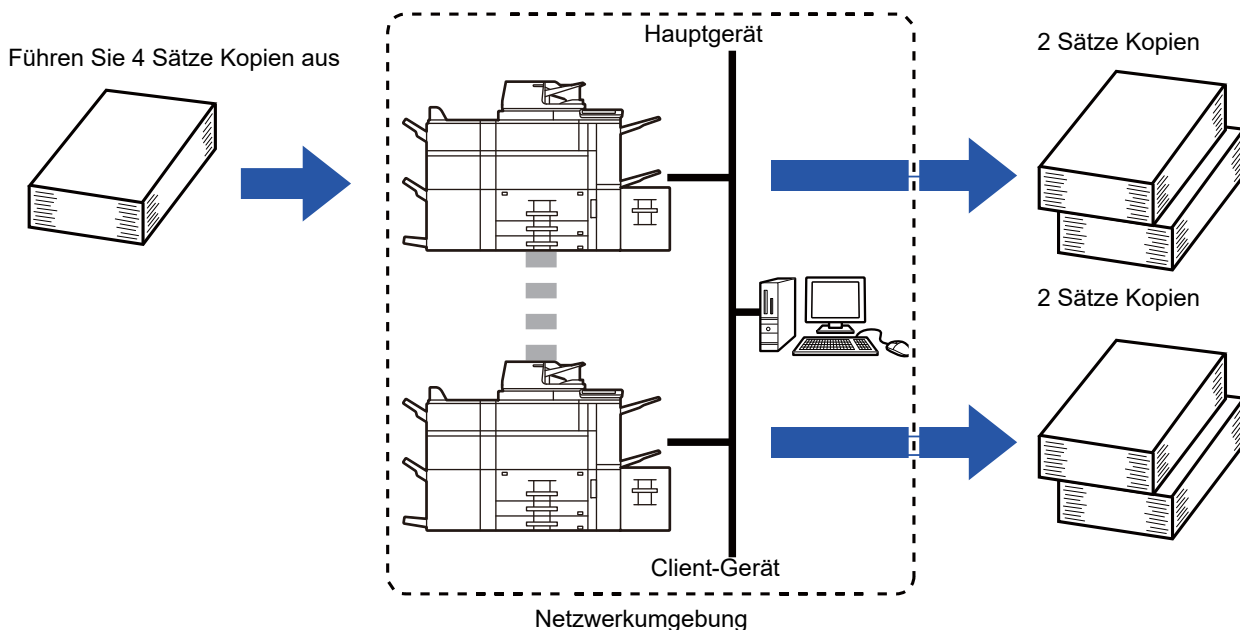 Führen Sie 4 Sätze Kopien aus
Hauptgerät
2 Sätze Kopien
2 Sätze Kopien
Client-Gerät
Netzwerkumgebung